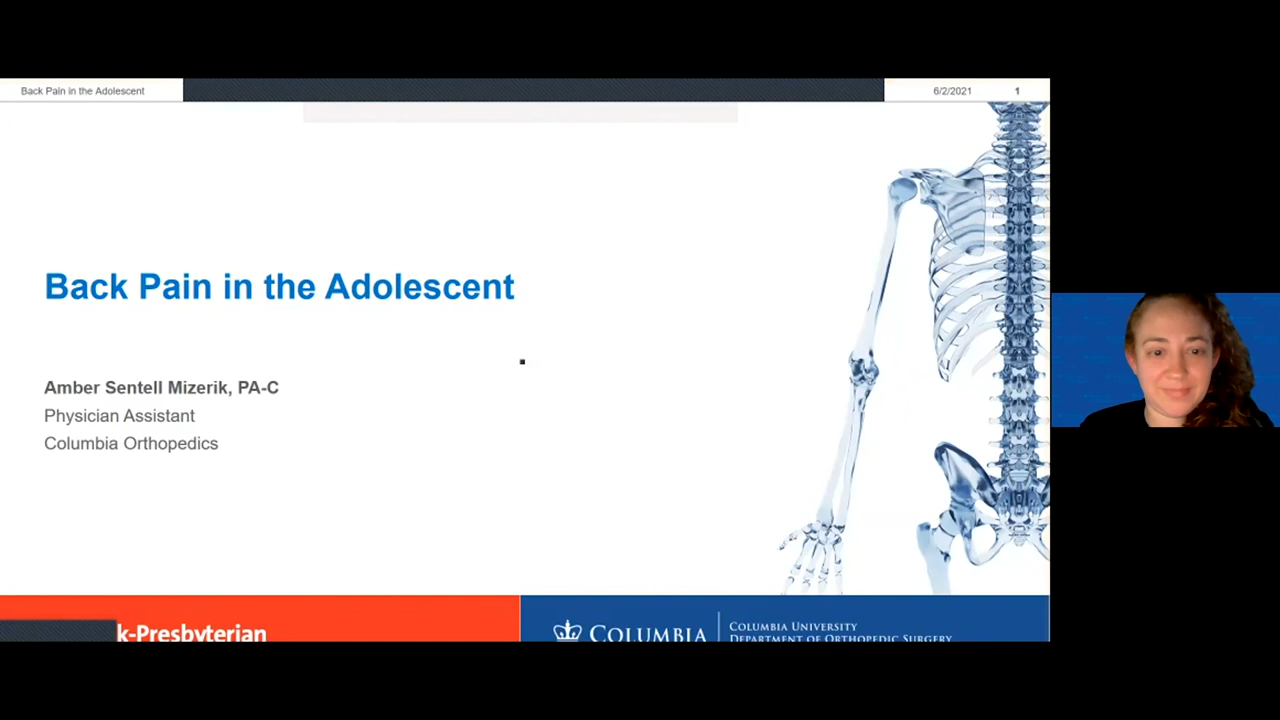 Back Pain in the Adolescent
6/2/2021
1
Back Pain in the Adolescent
Amber Sentell Mizerik, PA-C
Physician Assistant
Columbia Orthopedics
k-Presbyterian
COLUMBIA
COLUMBIA UNIVERSITY
DEPARTMENT OF ORTHOPEDIC SURGERY